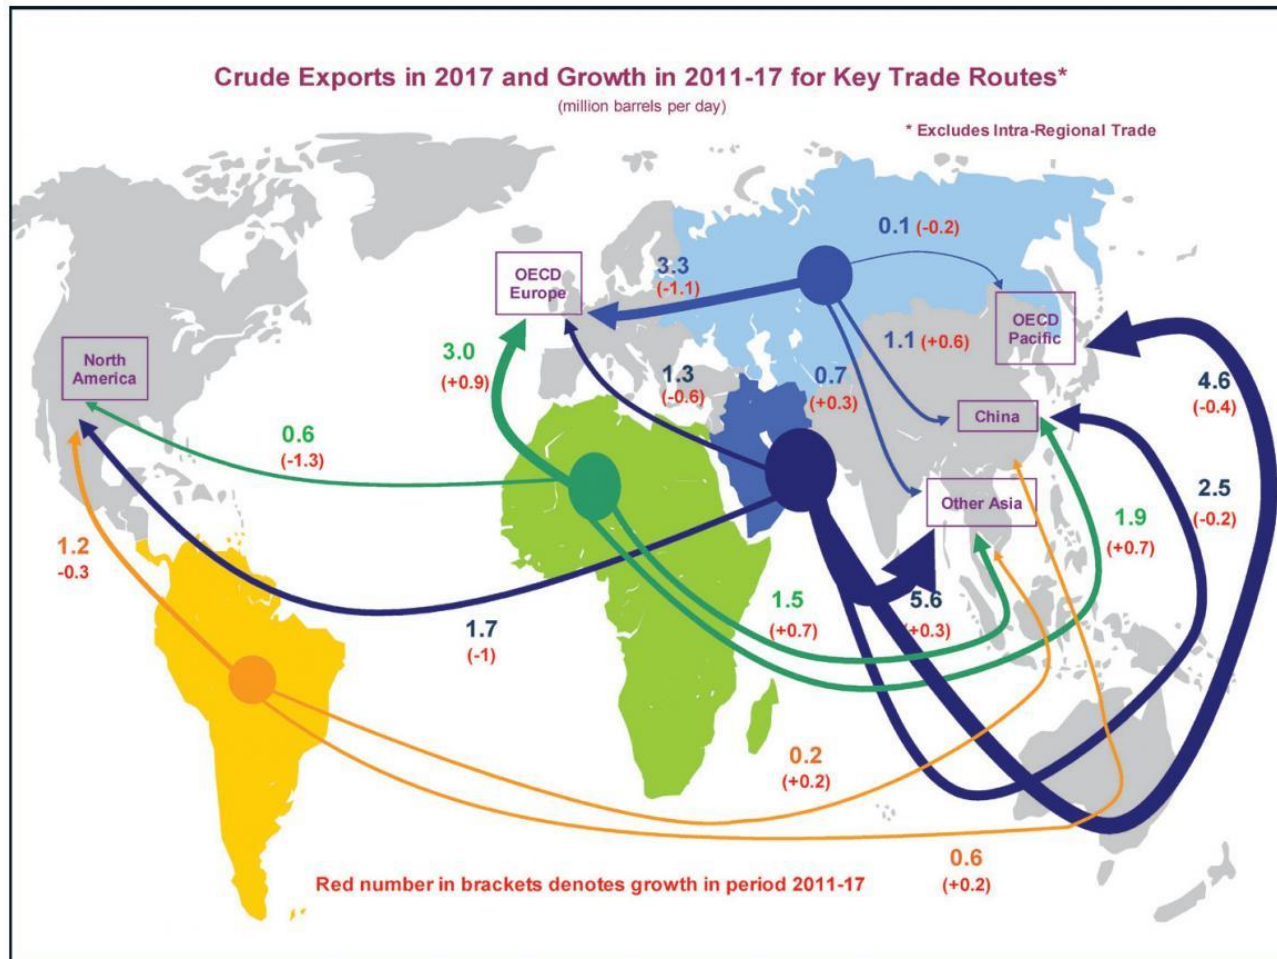 Crude Exports in 2017 and Growth in 2011-17 for Key Trade Routes*
(million barrels per day)
* Excludes Intra-Regional Trade
0.1 (-0.2)
OECD
Europe
3.3
(-1.1)
OECD
Pacific
North
America
3.0
(+0.9)
1.3
(-0.6)
0.7
(+0.3)
1.1 (+0.6)
4.6
(-0.4)
China
0.6
(-1.3)
Other Asia
2.5
(-0.2)
1.9
(+0.7)
1.2
-0.3
1.7
(-1)
1.5
(+0.7)
5.6
(+0.3)
0.2
(+0.2)
0.6
(+0.2)
Red number in brackets denotes growth in period 2011-17